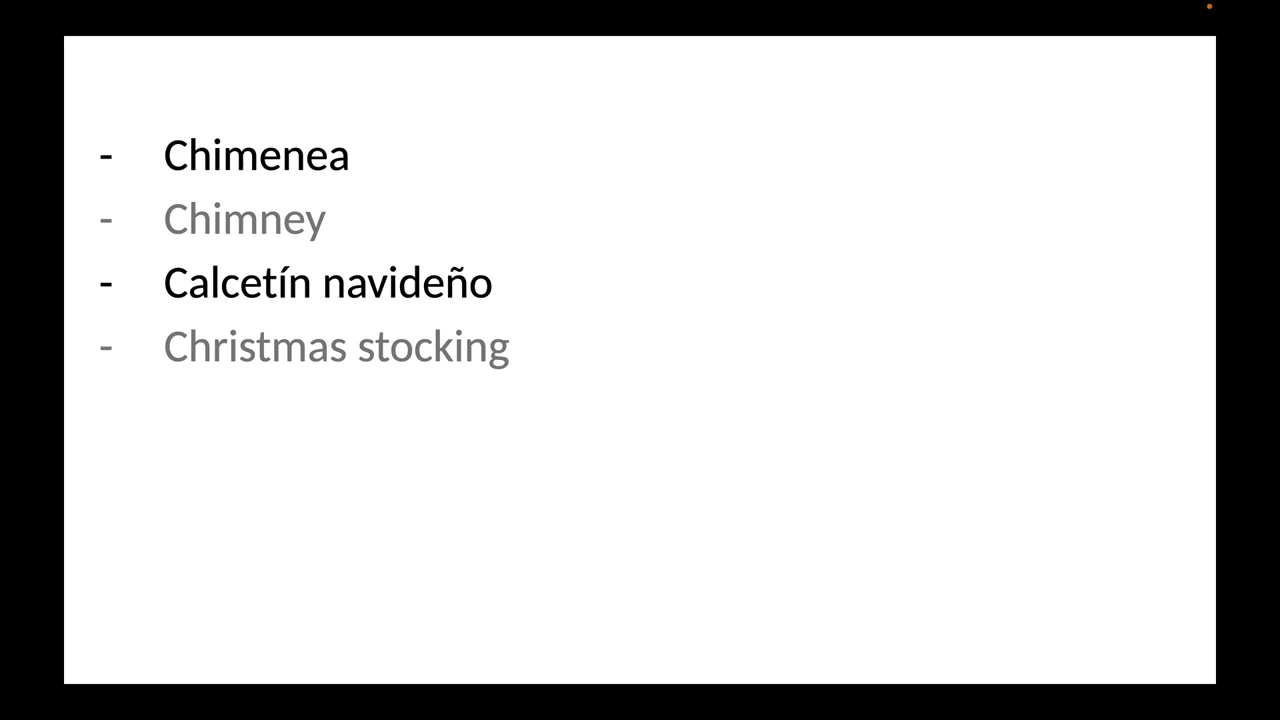 - Chimenea
- Chimney
- Calcetín navideño
- Christmas stocking